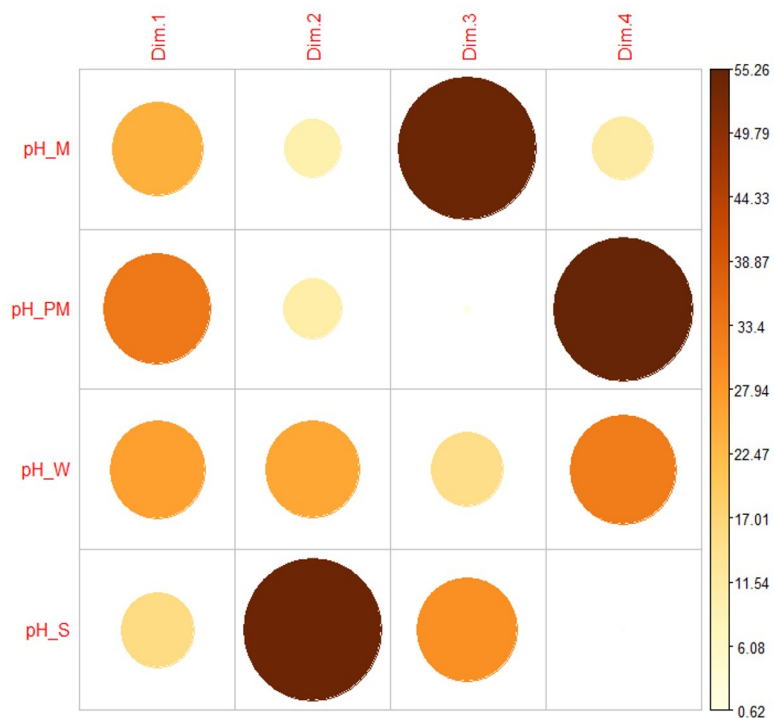 Dim.1 Dim.2 Dim.3 Dim.4
pH_M
pH_PM
pH_W
pH_S
55.26
49.79
44.33
38.87
33.4
27.94
22.47
17.01
11.54
6.08
0.62